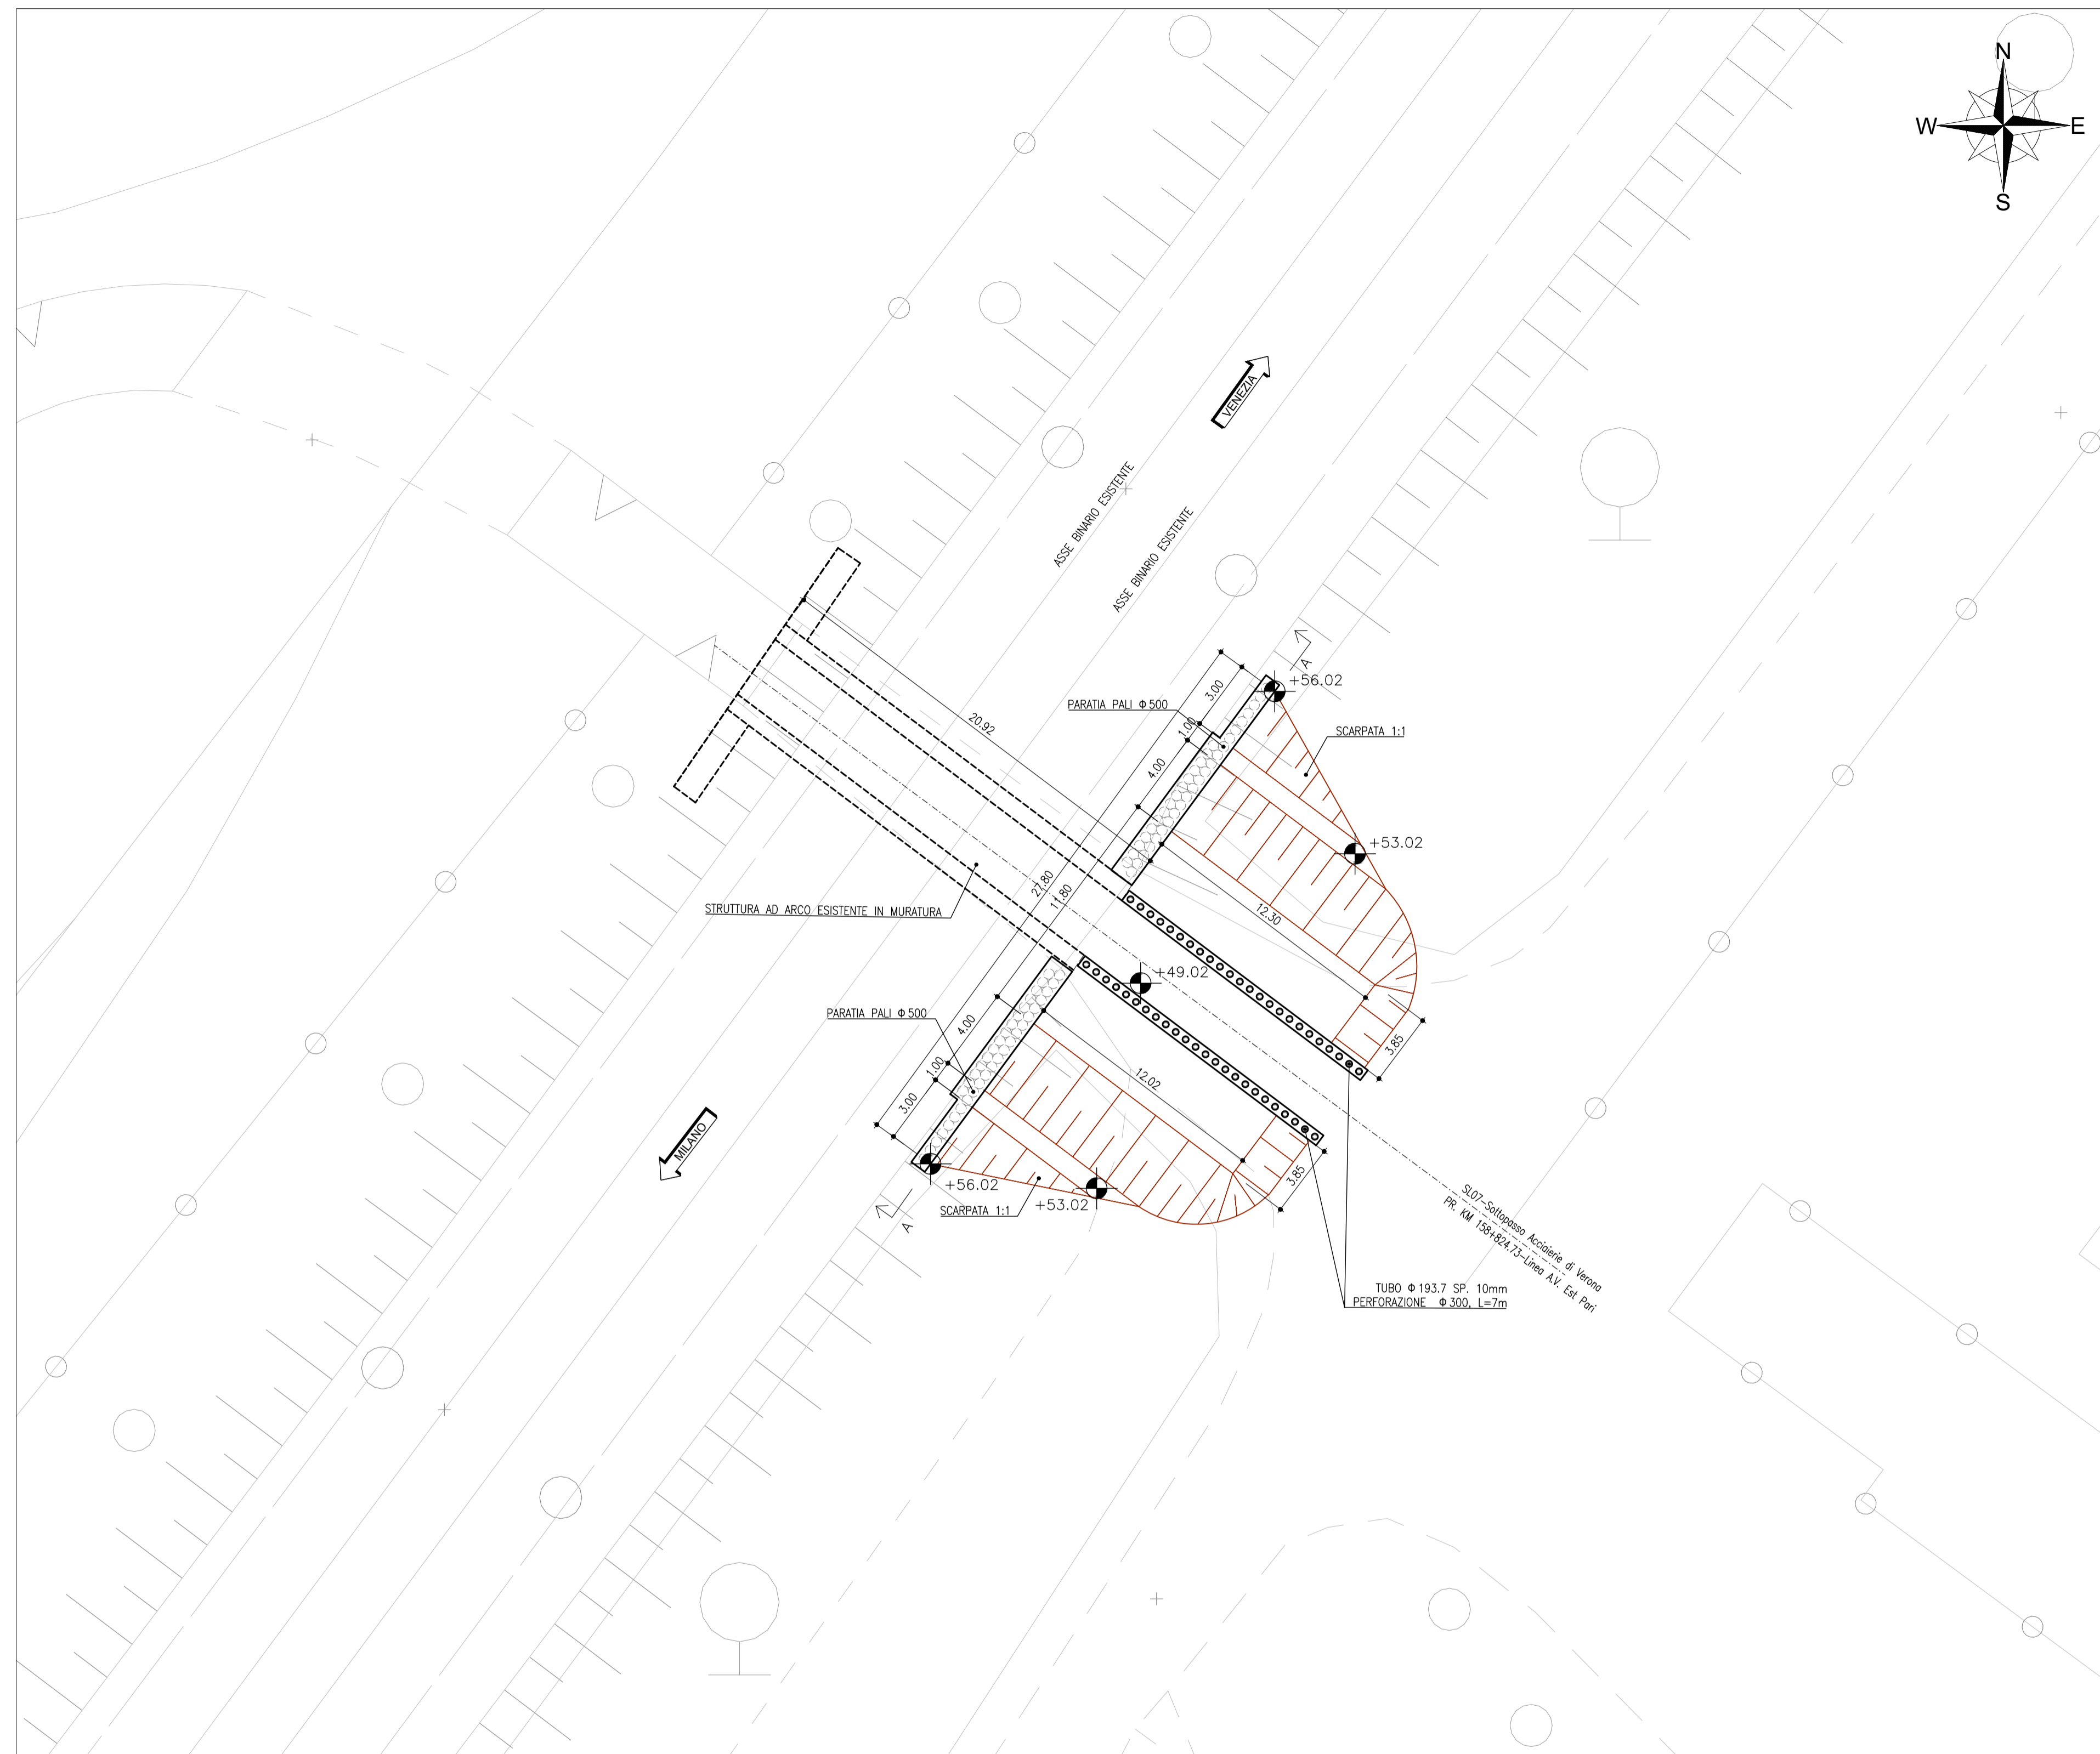 N
W E
S
VENEZIA
ASSE BINARIO ESISTENTE
ASSE BINARIO ESISTENTE
A
+56.02
3.00
PARATIA PALI Φ500
1.00
SCARPATA 1:1
20.92
4.00
+53.02
27.80
11.80
STRUTTURA AD ARCO ESISTENTE IN MURATURA
12.30
+49.02
PARATIA PALI Φ500
4.00
3.85
1.00
12.02
3.00
MILANO
+56.02
3.85
+53.02
SCARPATA 1:1
A
SL07-Sottopasso Acciaierie di Verona
PR. KM 158+824.73-Linea A.V. Est Pari
TUBO Φ193.7 SP. 10mm
PERFORAZIONE Φ300, L=7m